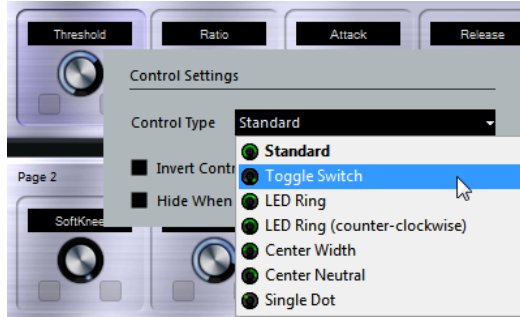 Threshold
Ratio
Attack
Release
Control Settings
Control Type
Standard
Standard
Invert Contr
Toggle Switch
Page 2
Hide When
LED Ring
SoftKnee
LED Ring (counter-clockwise)
Center Width
Center Neutral
Single Dot